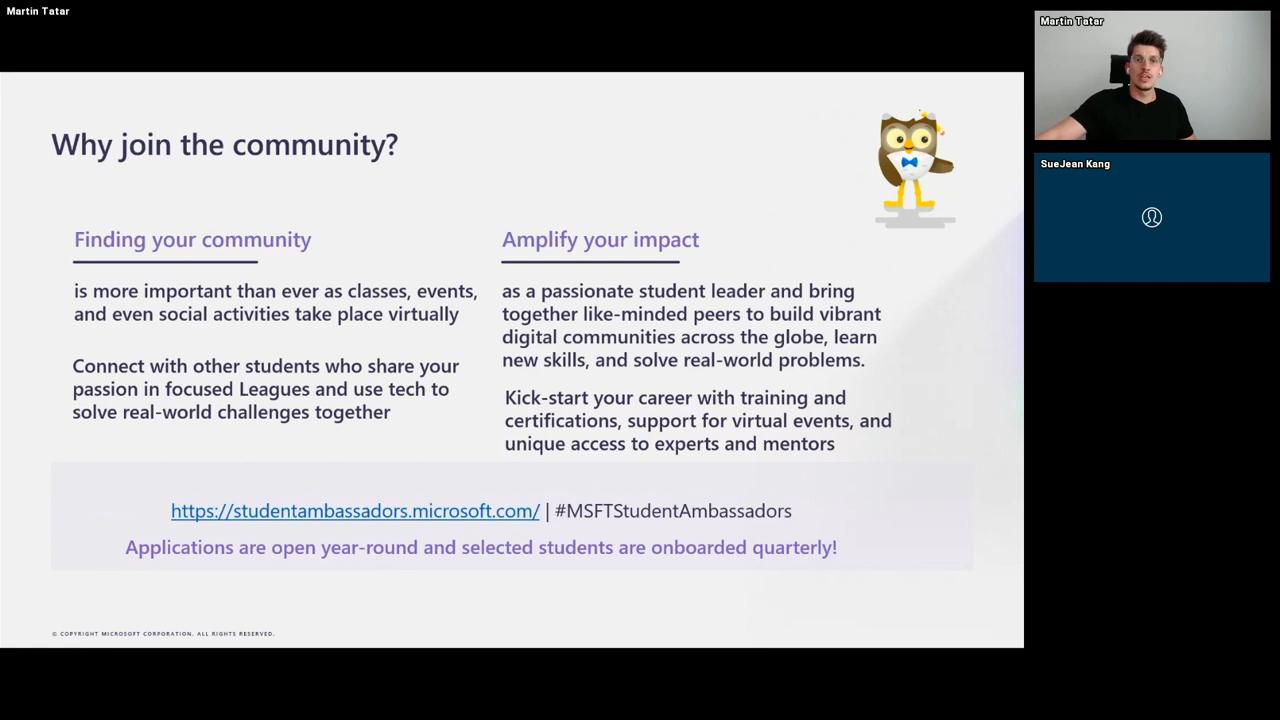 Martin Tatar
Martin Tatar
SueJean Kang
Why join the community?
Finding your community
is more important than ever as classes, events,
and even social activities take place virtually
Connect with other students who share your
passion in focused Leagues and use tech to
solve real-world challenges together
Amplify your impact
as a passionate student leader and bring
together like-minded peers to build vibrant
digital communities across the globe, learn
new skills, and solve real-world problems.
Kick-start your career with training and
certifications, support for virtual events, and
unique access to experts and mentors
https://studentambassadors.microsoft.com/ | #MSFTStudentAmbassadors
Applications are open year-round and selected students are onboarded quarterly!
© COPYRIGHT MICROSOFT CORPORATION. ALL RIGHTS RESERVED.